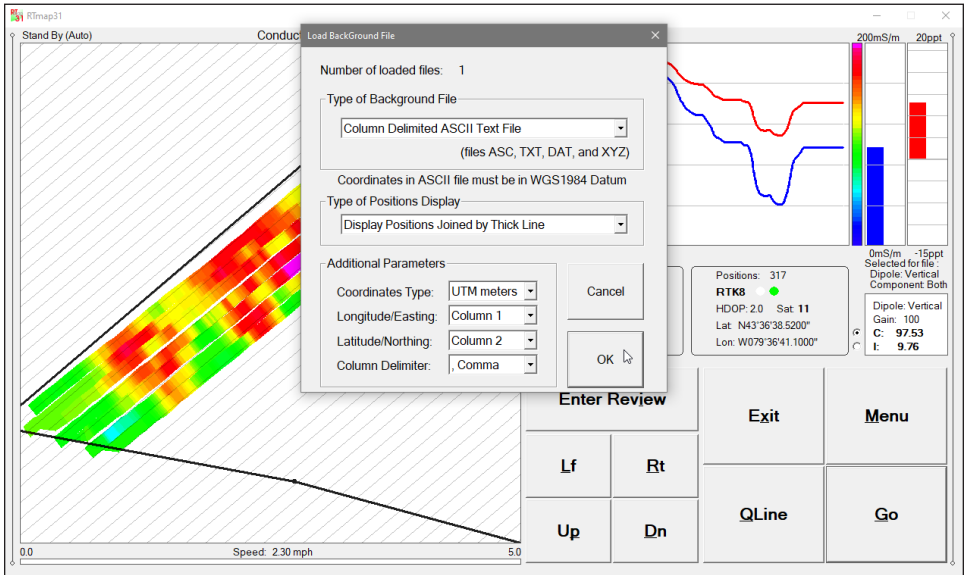 RT
31
RTmap31
Stand By (Auto)
Conduct
200mS/m
20ppt
Load BackGround File
Number of loaded files: 1
Type of Background File
Column Delimited ASCII Text File
(files ASC, TXT, DAT, and XYZ)
Coordinates in ASCII file must be in WGS1984 Datum
Type of Positions Display
Display Positions Joined by Thick Line
Additional Parameters
Coordinates Type: UTM meters
Longitude/Easting: Column 1
Latitude/Northing: Column 2
Column Delimiter: , Comma
Cancel
OK
0mS/m
-15ppt
Selected for file :
Dipole: Vertical
Component: Both
Positions: 317
RTK8
HDOP: 2.0 Sat: 11
Lat: N43°36'38.5200"
Lon: W079°36'41.1000"
Dipole: Vertical
Gain: 100
C: 97.53
I: 9.76
Enter Review
Exit
Menu
Lf
Rt
Up
Dn
QLine
Go
0.0
Speed: 2.30 mph
5.0